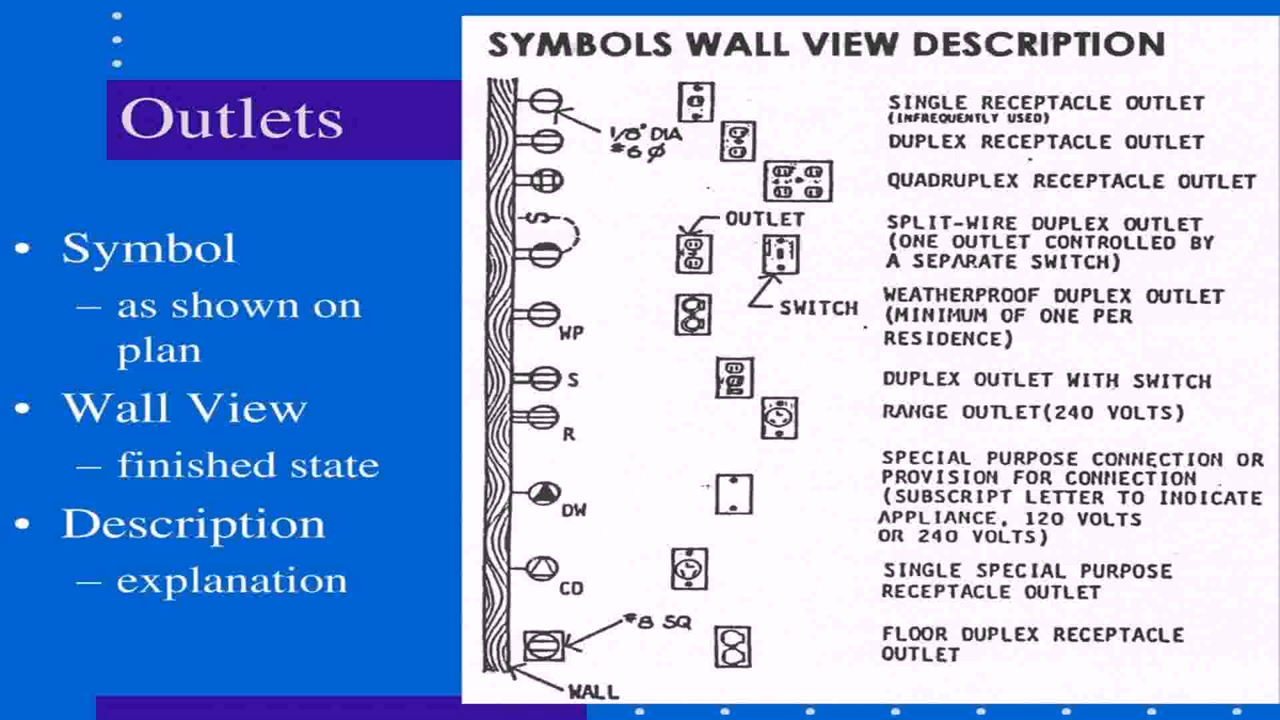 Outlets
• Symbol
– as shown on
plan
• Wall View
– finished state
• Description
– explanation
SYMBOLS WALL VIEW DESCRIPTION
1/8" DIA
#6 Ø
S
OUTLET
SWITCH
WP
S
R
DW
CD
#8 SQ
WALL
SINGLE RECEPTACLE OUTLET
(INFREQUENTLY USED)
DUPLEX RECEPTACLE OUTLET
QUADRUPLEX RECEPTACLE OUTLET
SPLIT-WIRE DUPLEX OUTLET
(ONE OUTLET CONTROLLED BY
A SEPARATE SWITCH)
WEATHERPROOF DUPLEX OUTLET
(MINIMUM OF ONE PER
RESIDENCE)
DUPLEX OUTLET WITH SWITCH
RANGE OUTLET(240 VOLTS)
SPECIAL PURPOSE CONNECTION OR
PROVISION FOR CONNECTION
(SUBSCRIPT LETTER TO INDICATE
APPLIANCE, 120 VOLTS
OR 240 VOLTS)
SINGLE SPECIAL PURPOSE
RECEPTACLE OUTLET
FLOOR DUPLEX RECEPTACLE
OUTLET